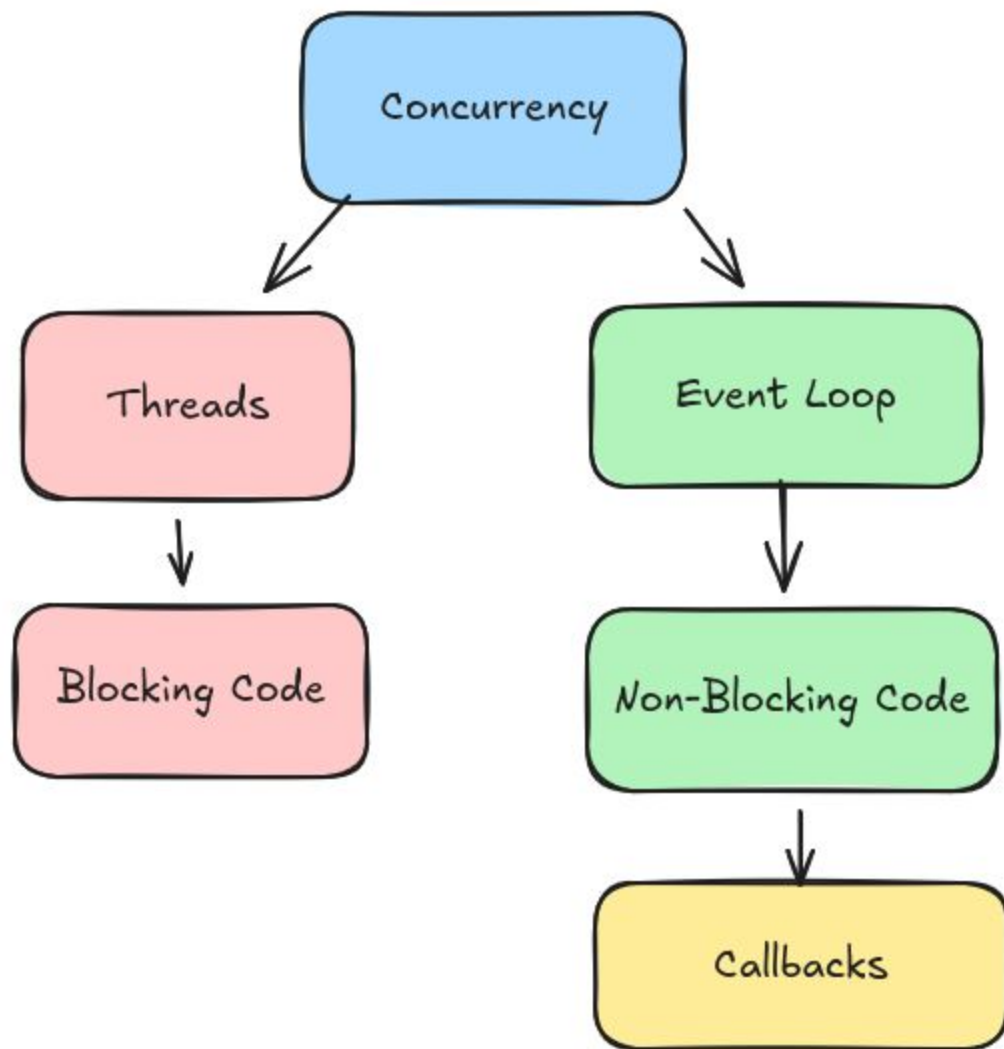 Concurrency
Threads
Event Loop
Blocking Code
Non-Blocking Code
Callbacks